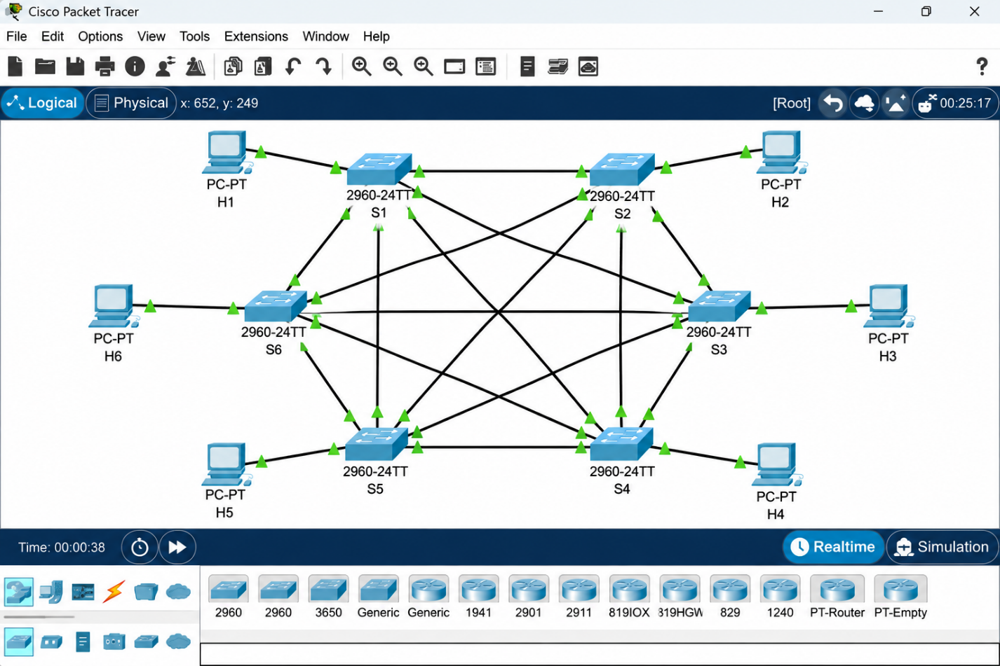 Cisco Packet Tracer
File Edit Options View Tools Extensions Window Help
?
Logical Physical x: 652, y: 249 [Root] 00:25:17
PC-PT
H1
2960-24TT
S1
2960-24TT
S2
PC-PT
H2
PC-PT
H6
2960-24TT
S6
2960-24TT
S3
PC-PT
H3
PC-PT
H5
2960-24TT
S5
2960-24TT
S4
PC-PT
H4
Time: 00:00:38 Realtime Simulation
2960 2960 3650 Generic Generic 1941 2901 2911 819IOX 819HGW 829 1240 PT-Router PT-Empty